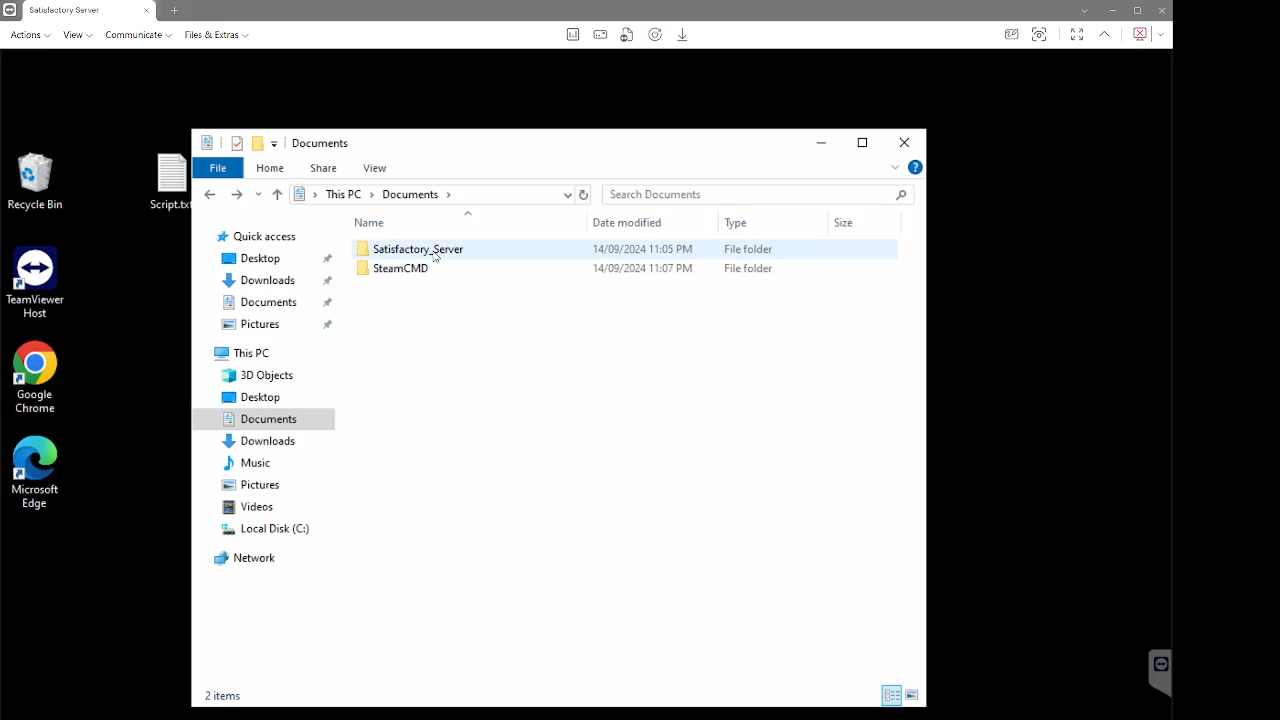 Satisfactory Server
Actions
View
Communicate
Files & Extras
Documents
File
Home
Share
View
This PC
Documents
Search Documents
Name
Date modified
Type
Size
Satisfactory_Server
14/09/2024 11:05 PM
File folder
SteamCMD
14/09/2024 11:07 PM
File folder
Quick access
Desktop
Downloads
Documents
Pictures
This PC
3D Objects
Desktop
Documents
Downloads
Music
Pictures
Videos
Local Disk (C:)
Network
2 items
Recycle Bin
Script.txt
TeamViewer
Host
Google
Chrome
Microsoft
Edge